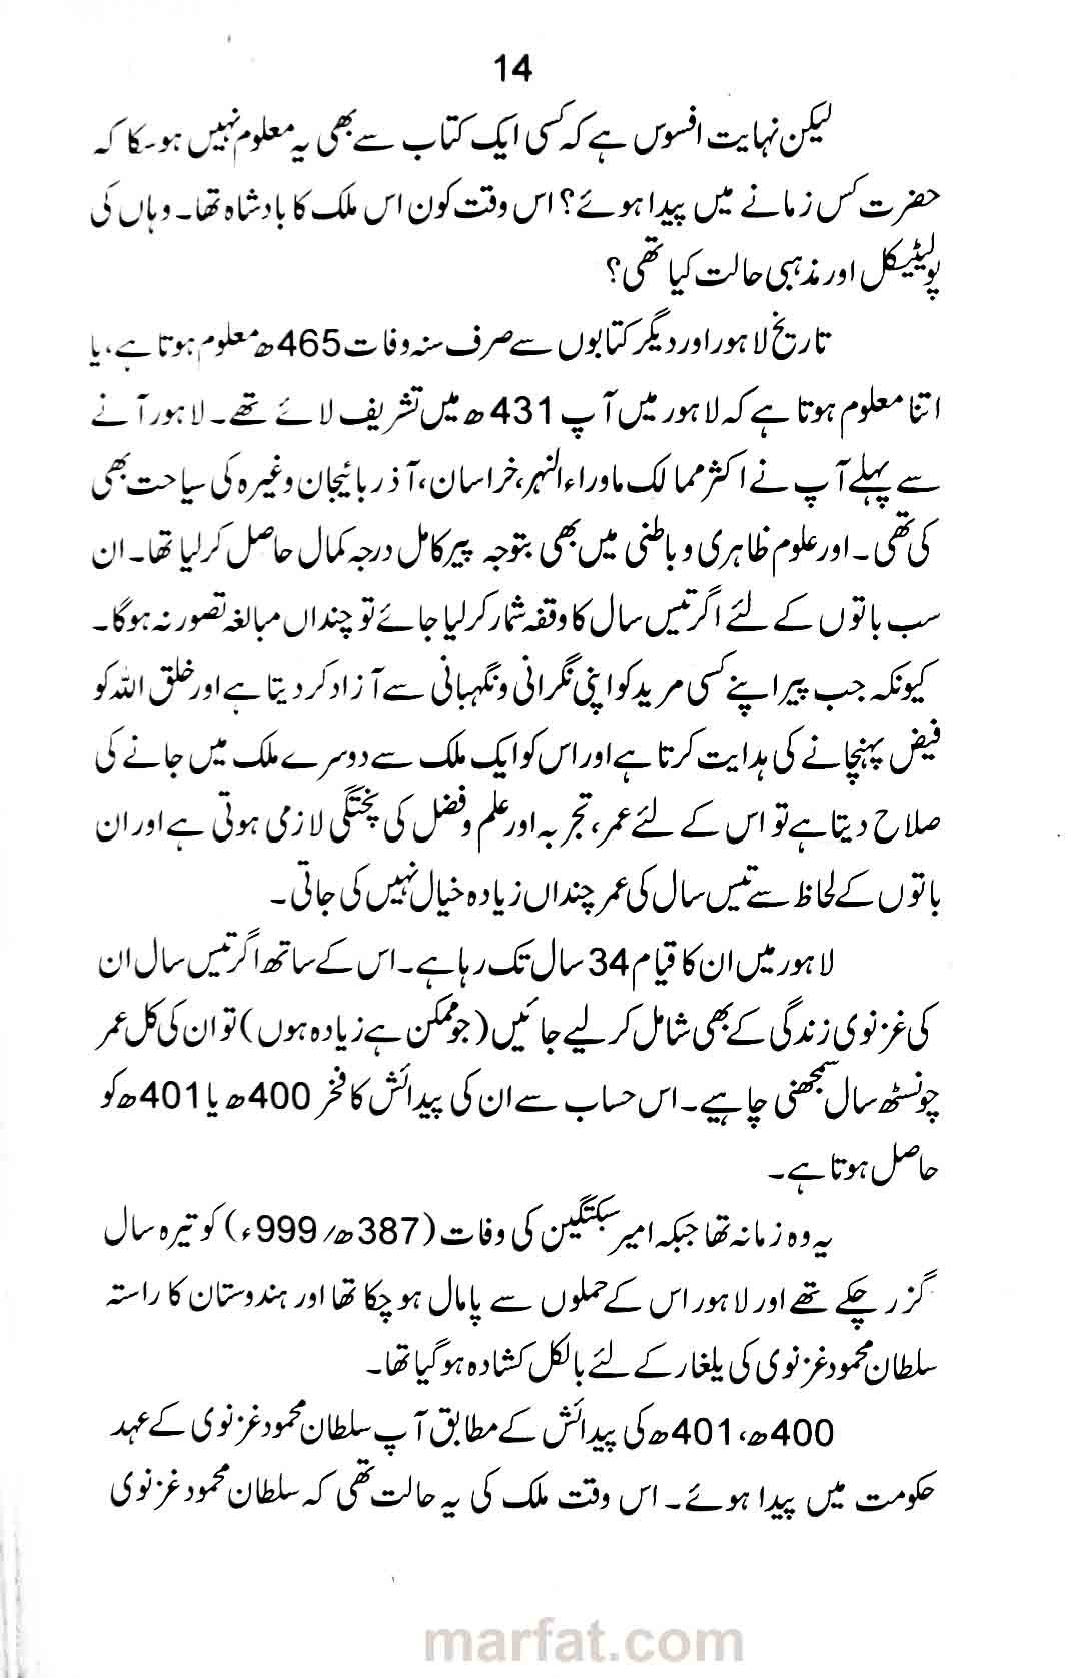 14
لیکن نہایت افسوس ہے کہ کسی ایک کتاب سے بھی یہ معلوم نہیں ہو سکا کہ
حضرت کس زمانے میں پیدا ہوئے؟ اس وقت کون اس ملک کا بادشاہ تھا۔ وہاں کی
پولیٹیکل اور مذہبی حالت کیا تھی؟
تاریخ لاہور اور دیگر کتابوں سے صرف سنہ وفات 465ھ معلوم ہوتا ہے، یا
اتنا معلوم ہوتا ہے کہ لاہور میں آپ 431ھ میں تشریف لائے تھے۔ لاہور آنے
سے پہلے آپ نے اکثر ممالک ماوراء النہر، خراسان، آذربائیجان وغیرہ کی سیاحت بھی
کی تھی۔ اور علوم ظاہری و باطنی میں بھی بتوجہ پیر کامل درجہ کمال حاصل کر لیا تھا۔ ان
سب باتوں کے لئے اگر تیس سال کا وقفہ شمار کر لیا جائے تو چنداں مبالغہ تصور نہ ہوگا۔
کیونکہ جب پیر اپنے کسی مرید کو اپنی نگرانی و نگہبانی سے آزاد کر دیتا ہے اور خلق اللہ کو
فیض پہنچانے کی ہدایت کرتا ہے اور اس کو ایک ملک سے دوسرے ملک میں جانے کی
صلاح دیتا ہے تو اس کے لئے عمر، تجربہ اور علم و فضل کی پختگی لازمی ہوتی ہے اور ان
باتوں کے لحاظ سے تیس سال کی عمر چنداں زیادہ خیال نہیں کی جاتی۔
لاہور میں ان کا قیام 34 سال تک رہا ہے۔ اس کے ساتھ اگر تیس سال ان
کی غزنوی زندگی کے بھی شامل کر لیے جائیں (جو ممکن ہے زیادہ ہوں) تو ان کی کل عمر
چونسٹھ سال سمجھنی چاہیے۔ اس حساب سے ان کی پیدائش کا فخر 400ھ یا 401ھ کو
حاصل ہوتا ہے۔
یہ وہ زمانہ تھا جبکہ امیر سبکتگین کی وفات (387ھ/999ء) کو تیرہ سال
گزر چکے تھے اور لاہور اس کے حملوں سے پامال ہو چکا تھا اور ہندوستان کا راستہ
سلطان محمود غزنوی کی یلغار کے لئے بالکل کشادہ ہو گیا تھا۔
400ھ، 401ھ کی پیدائش کے مطابق آپ سلطان محمود غزنوی کے عہد
حکومت میں پیدا ہوئے۔ اس وقت ملک کی یہ حالت تھی کہ سلطان محمود غزنوی
marfat.com